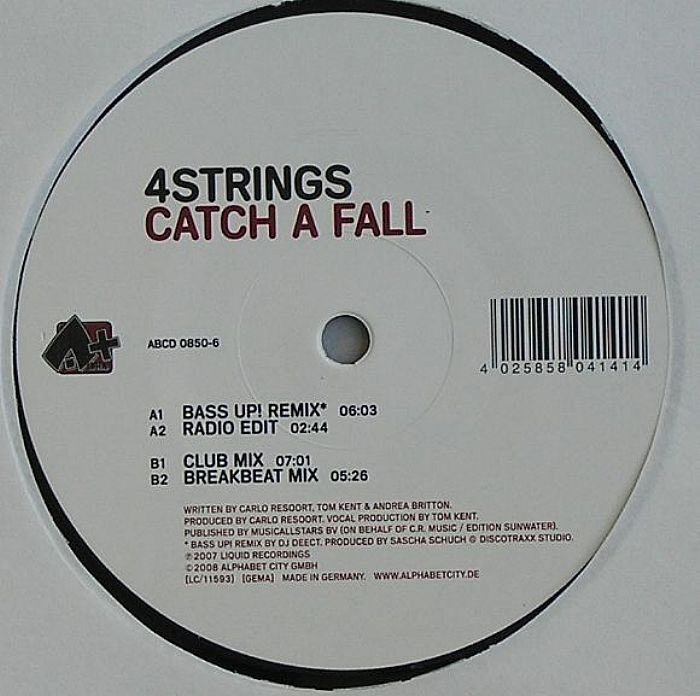 4STRINGS
CATCH A FALL
A+
ABCD 0850-6
4 025858 041414
A1 BASS UP! REMIX* 06:03
A2 RADIO EDIT 02:44
B1 CLUB MIX 07:01
B2 BREAKBEAT MIX 05:26
WRITTEN BY CARLO RESOORT, TOM KENT & ANDREA BRITTON.
PRODUCED BY CARLO RESOORT. VOCAL PRODUCTION BY TOM KENT.
PUBLISHED BY MUSICALLSTARS BV (ON BEHALF OF C.R. MUSIC / EDITION SUNWATER).
* BASS UP! REMIX BY DJ DEECT. PRODUCED BY SASCHA SCHUCH @ DISCOTRAXX STUDIO.
℗2007 LIQUID RECORDINGS
©2008 ALPHABET CITY GMBH
[LC/11593] [GEMA] MADE IN GERMANY. WWW.ALPHABETCITY.DE